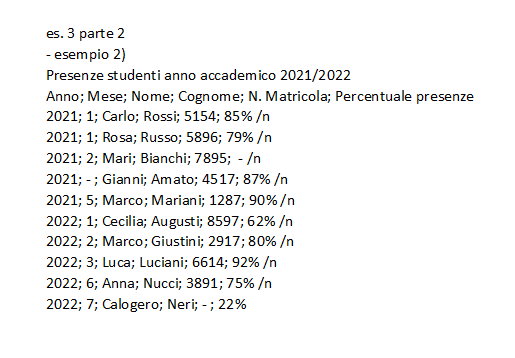 es. 3 parte 2
- esempio 2)
Presenze studenti anno accademico 2021/2022
Anno; Mese; Nome; Cognome; N. Matricola; Percentuale presenze
2021; 1; Carlo; Rossi; 5154; 85% /n
2021; 1; Rosa; Russo; 5896; 79% /n
2021; 2; Mari; Bianchi; 7895;  - /n
2021; - ; Gianni; Amato; 4517; 87% /n
2021; 5; Marco; Mariani; 1287; 90% /n
2022; 1; Cecilia; Augusti; 8597; 62% /n
2022; 2; Marco; Giustini; 2917; 80% /n
2022; 3; Luca; Luciani; 6614; 92% /n
2022; 6; Anna; Nucci; 3891; 75% /n
2022; 7; Calogero; Neri; - ; 22%